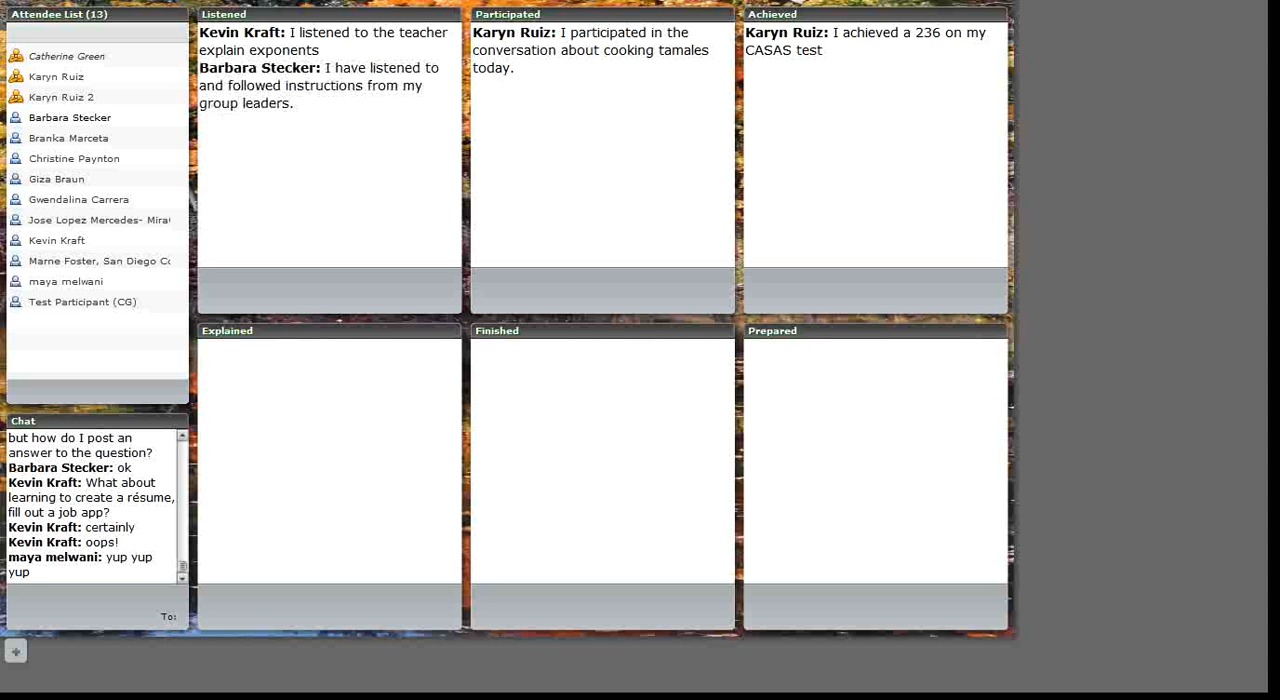 Attendee List (13)
Catherine Green
Karyn Ruiz
Karyn Ruiz 2
Barbara Stecker
Branka Marceta
Christine Paynton
Giza Braun
Gwendalina Carrera
Jose Lopez Mercedes- Mira
Kevin Kraft
Marne Foster, San Diego Cc
maya melwani
Test Participant (CG)
Chat
but how do I post an
answer to the question?
Barbara Stecker: ok
Kevin Kraft: What about
learning to create a résume,
fill out a job app?
Kevin Kraft: certainly
Kevin Kraft: oops!
maya melwani: yup yup
yup
To:
Listened
Kevin Kraft: I listened to the teacher
explain exponents
Barbara Stecker: I have listened to
and followed instructions from my
group leaders.
Participated
Karyn Ruiz: I participated in the
conversation about cooking tamales
today.
Achieved
Karyn Ruiz: I achieved a 236 on my
CASAS test
Explained
Finished
Prepared